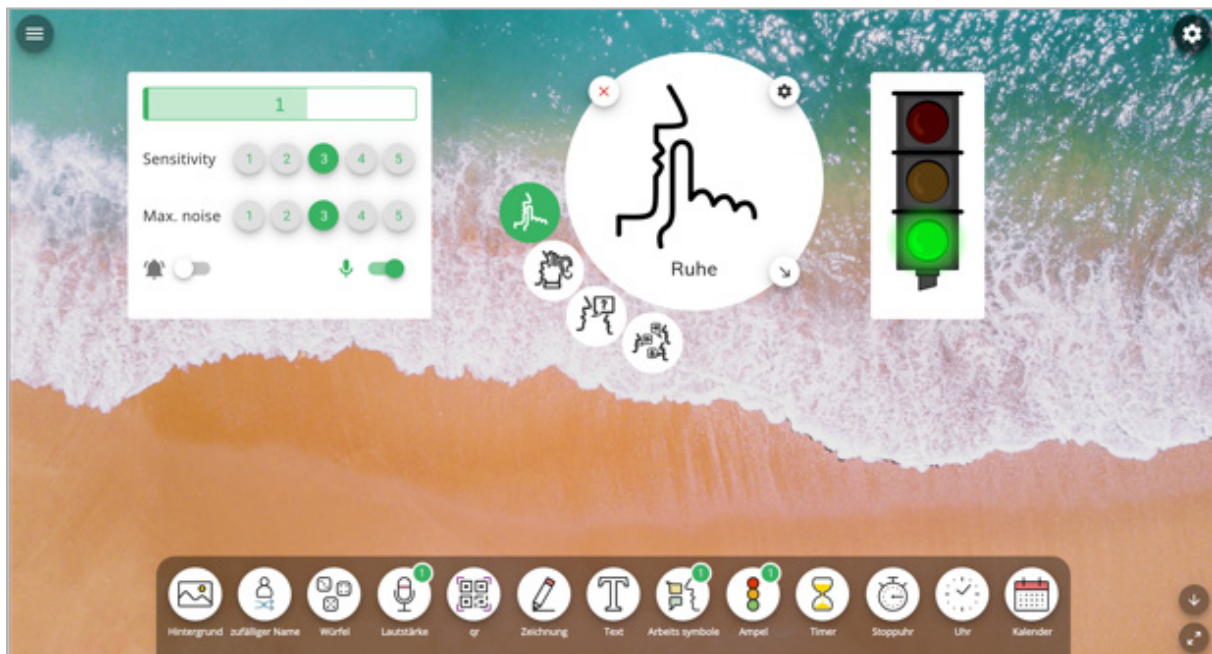 1
Sensitivity 1 2 3 4 5
Max. noise 1 2 3 4 5
Ruhe
?
1 1 1
Hintergrund zufälliger Name Würfel Lautstärke qr Zeichnung Text Arbeits symbole Ampel Timer Stoppuhr Uhr Kalender